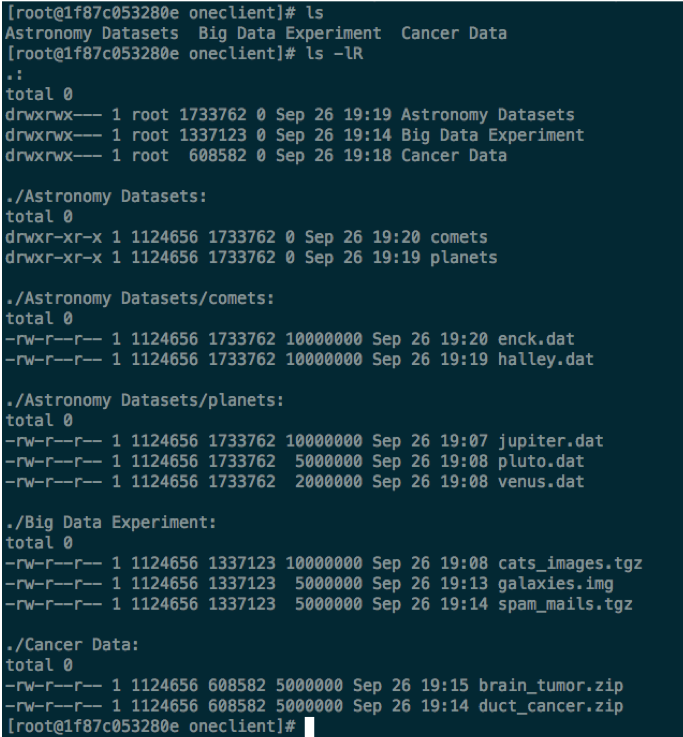 [root@1f87c053280e oneclient]# ls
Astronomy Datasets  Big Data Experiment  Cancer Data
[root@1f87c053280e oneclient]# ls -lR
.:
total 0
drwxrwx--- 1 root 1733762 0 Sep 26 19:19 Astronomy Datasets
drwxrwx--- 1 root 1337123 0 Sep 26 19:14 Big Data Experiment
drwxrwx--- 1 root  608582 0 Sep 26 19:18 Cancer Data

./Astronomy Datasets:
total 0
drwxr-xr-x 1 1124656 1733762 0 Sep 26 19:20 comets
drwxr-xr-x 1 1124656 1733762 0 Sep 26 19:19 planets

./Astronomy Datasets/comets:
total 0
-rw-r--r-- 1 1124656 1733762 10000000 Sep 26 19:20 enck.dat
-rw-r--r-- 1 1124656 1733762 10000000 Sep 26 19:19 halley.dat

./Astronomy Datasets/planets:
total 0
-rw-r--r-- 1 1124656 1733762 10000000 Sep 26 19:07 jupiter.dat
-rw-r--r-- 1 1124656 1733762  5000000 Sep 26 19:08 pluto.dat
-rw-r--r-- 1 1124656 1733762  2000000 Sep 26 19:08 venus.dat

./Big Data Experiment:
total 0
-rw-r--r-- 1 1124656 1337123 10000000 Sep 26 19:08 cats_images.tgz
-rw-r--r-- 1 1124656 1337123  5000000 Sep 26 19:13 galaxies.img
-rw-r--r-- 1 1124656 1337123  5000000 Sep 26 19:14 spam_mails.tgz

./Cancer Data:
total 0
-rw-r--r-- 1 1124656 608582 5000000 Sep 26 19:15 brain_tumor.zip
-rw-r--r-- 1 1124656 608582 5000000 Sep 26 19:14 duct_cancer.zip
[root@1f87c053280e oneclient]#